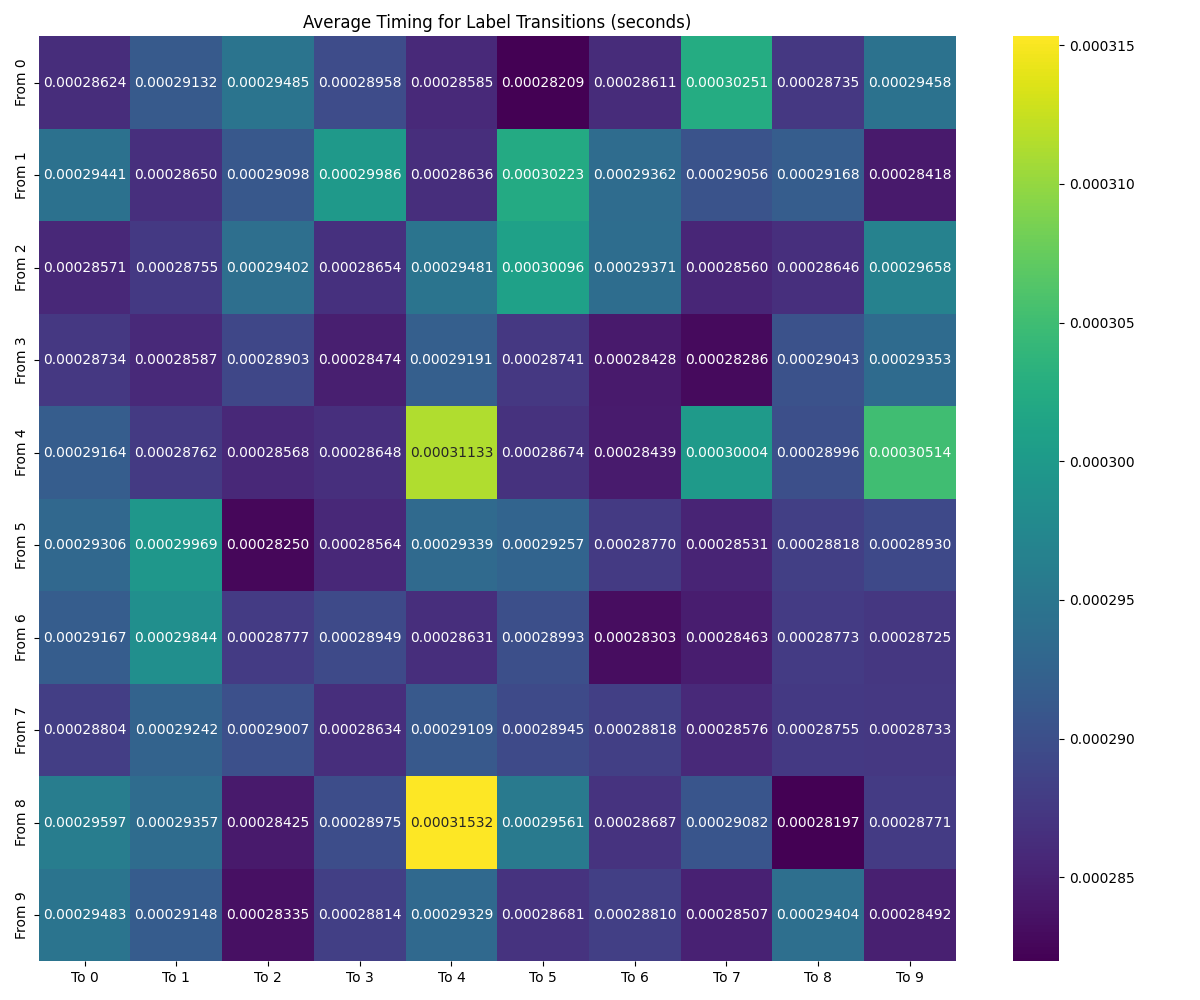 Average Timing for Label Transitions (seconds)
From 0 0.00028624 0.00029132 0.00029485 0.00028958 0.00028585 0.00028209 0.00028611 0.00030251 0.00028735 0.00029458
From 1 0.00029441 0.00028650 0.00029098 0.00029986 0.00028636 0.00030223 0.00029362 0.00029056 0.00029168 0.00028418
From 2 0.00028571 0.00028755 0.00029402 0.00028654 0.00029481 0.00030096 0.00029371 0.00028560 0.00028646 0.00029658
From 3 0.00028734 0.00028587 0.00028903 0.00028474 0.00029191 0.00028741 0.00028428 0.00028286 0.00029043 0.00029353
From 4 0.00029164 0.00028762 0.00028568 0.00028648 0.00031133 0.00028674 0.00028439 0.00030004 0.00028996 0.00030514
From 5 0.00029306 0.00029969 0.00028250 0.00028564 0.00029339 0.00029257 0.00028770 0.00028531 0.00028818 0.00028930
From 6 0.00029167 0.00029844 0.00028777 0.00028949 0.00028631 0.00028993 0.00028303 0.00028463 0.00028773 0.00028725
From 7 0.00028804 0.00029242 0.00029007 0.00028634 0.00029109 0.00028945 0.00028818 0.00028576 0.00028755 0.00028733
From 8 0.00029597 0.00029357 0.00028425 0.00028975 0.00031532 0.00029561 0.00028687 0.00029082 0.00028197 0.00028771
From 9 0.00029483 0.00029148 0.00028335 0.00028814 0.00029329 0.00028681 0.00028810 0.00028507 0.00029404 0.00028492
To 0 To 1 To 2 To 3 To 4 To 5 To 6 To 7 To 8 To 9
0.000315
0.000310
0.000305
0.000300
0.000295
0.000290
0.000285